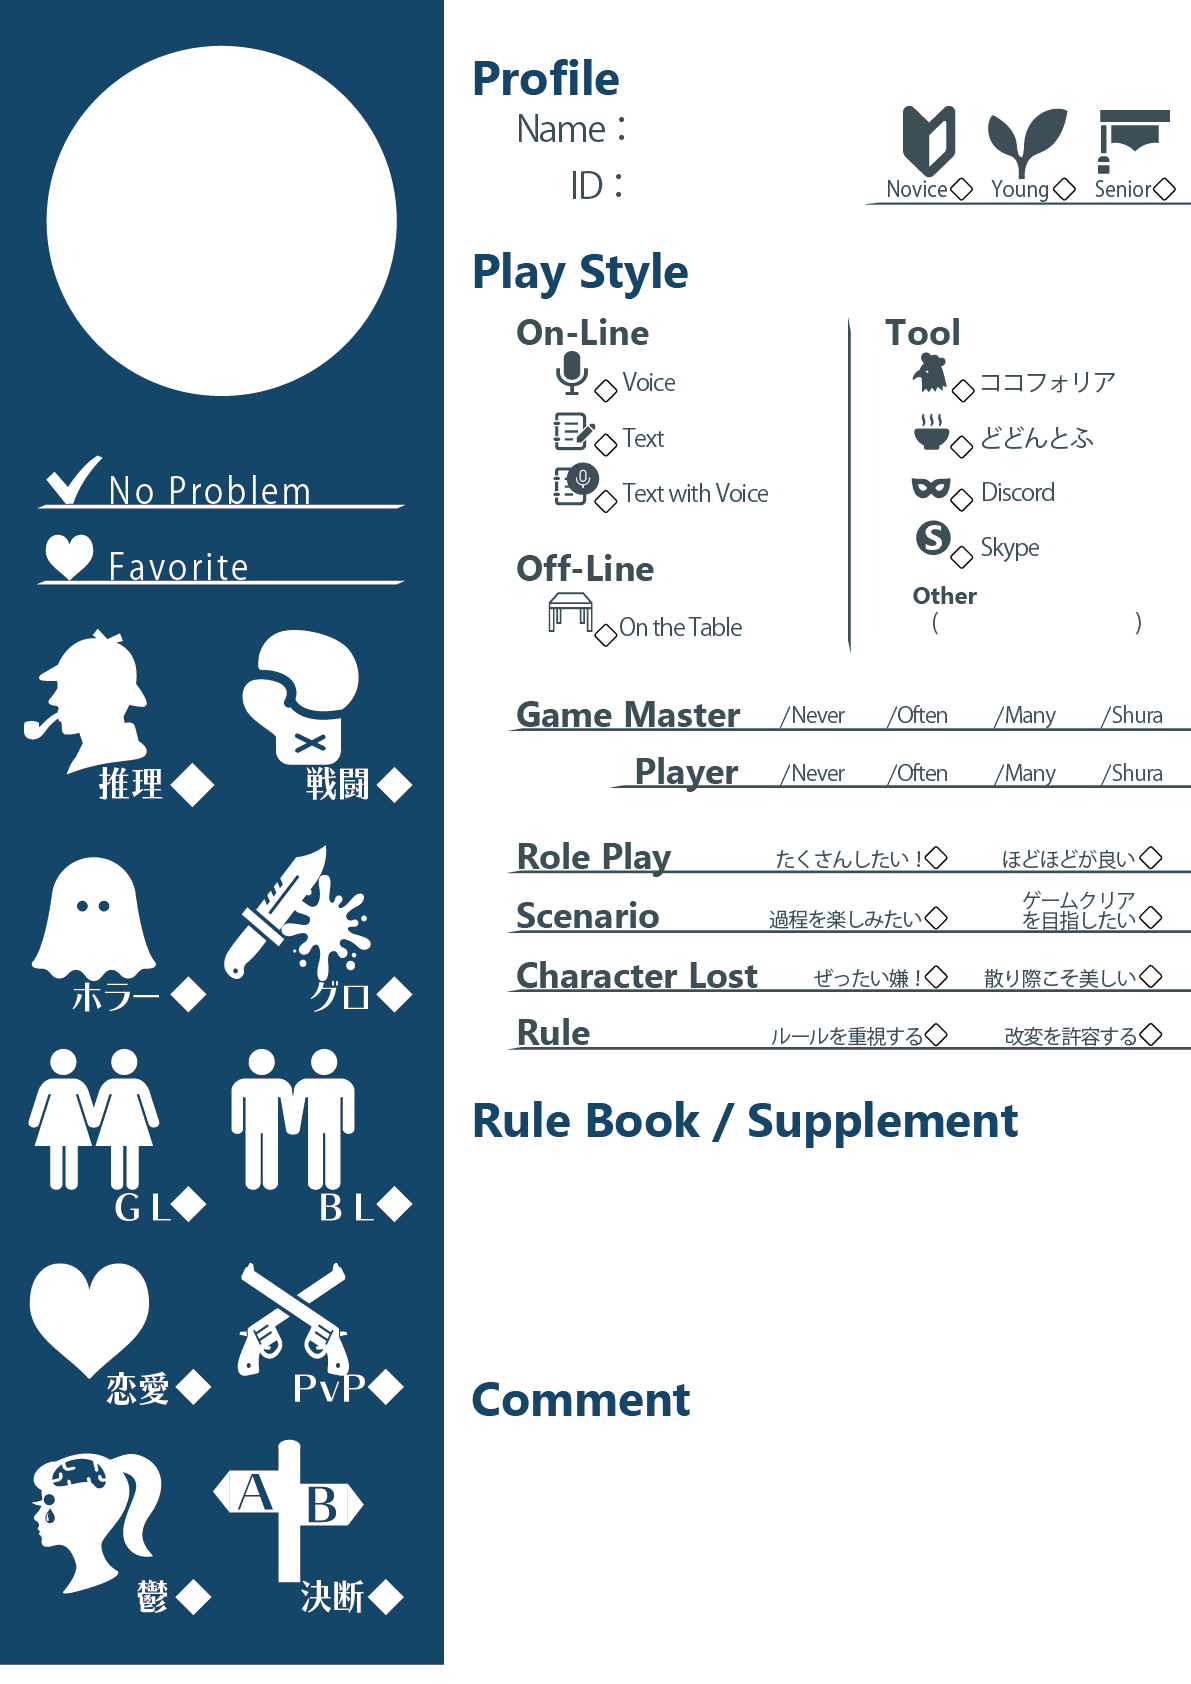 No Problem
Favorite
推理
戦闘
ホラー
グロ
GL
BL
恋愛
PvP
鬱
A
B
決断
Profile
Name：
ID：
Novice◇ Young◇ Senior◇
Play Style
On-Line
◇ Voice
◇ Text
◇ Text with Voice
Off-Line
◇ On the Table
Tool
◇ ココフォリア
◇ どどんとふ
◇ Discord
S
◇ Skype
Other
( )
Game Master /Never /Often /Many /Shura
Player /Never /Often /Many /Shura
Role Play たくさんしたい！◇ ほどほどが良い◇
Scenario 過程を楽しみたい◇ ゲームクリア
を目指したい◇
Character Lost ぜったい嫌！◇ 散り際こそ美しい◇
Rule ルールを重視する◇ 改変を許容する◇
Rule Book / Supplement
Comment